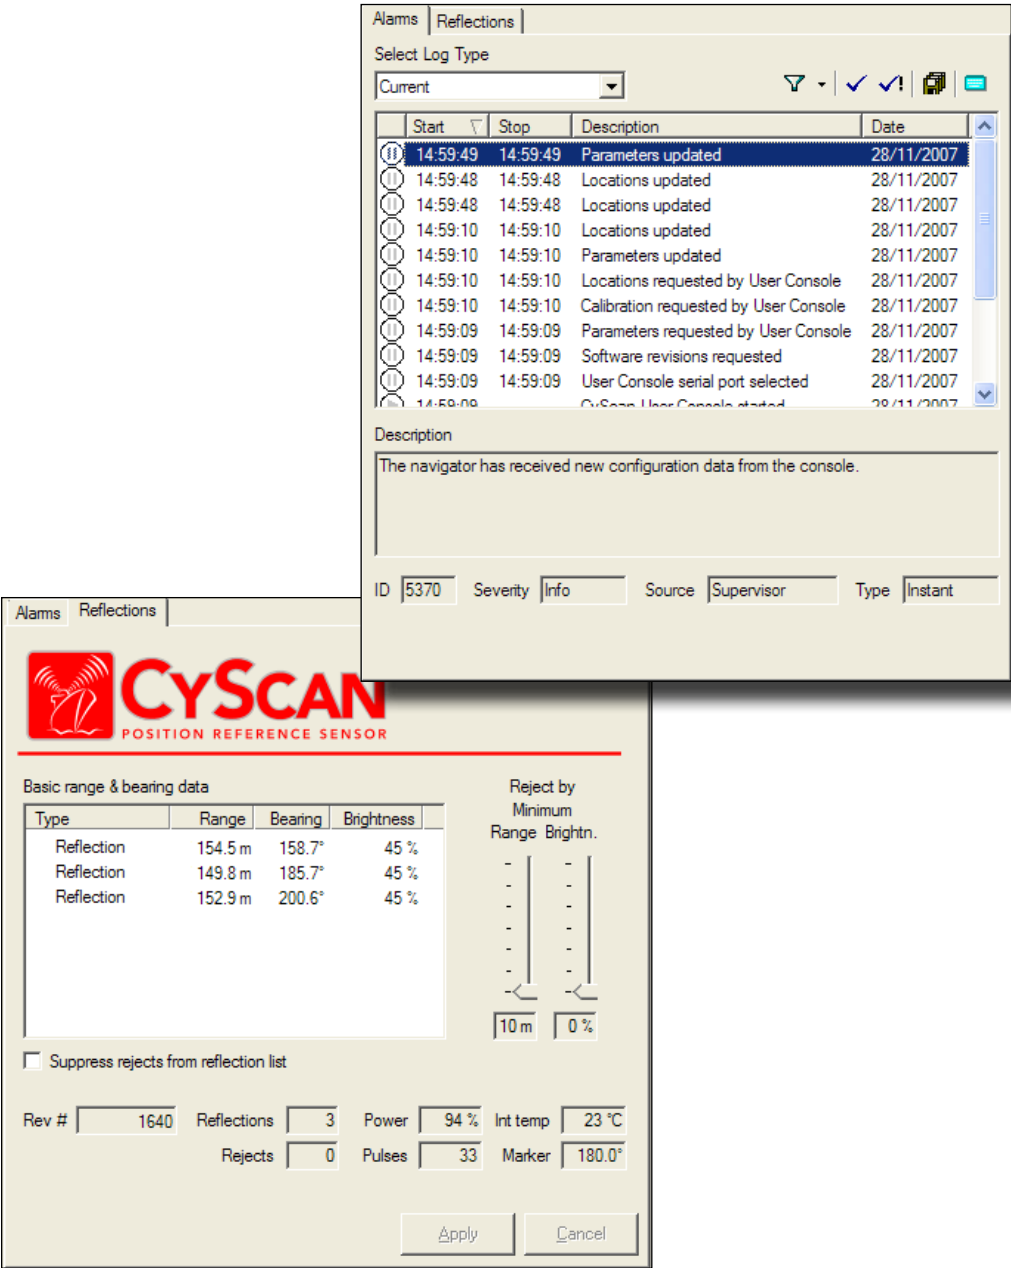 Alarms Reflections
Select Log Type
Current
Start Stop Description Date
14:59:49 14:59:49 Parameters updated 28/11/2007
14:59:48 14:59:48 Locations updated 28/11/2007
14:59:48 14:59:48 Locations updated 28/11/2007
14:59:10 14:59:10 Locations updated 28/11/2007
14:59:10 14:59:10 Parameters updated 28/11/2007
14:59:10 14:59:10 Locations requested by User Console 28/11/2007
14:59:10 14:59:10 Calibration requested by User Console 28/11/2007
14:59:09 14:59:09 Parameters requested by User Console 28/11/2007
14:59:09 14:59:09 Software revisions requested 28/11/2007
14:59:09 14:59:09 User Console serial port selected 28/11/2007
14:59:09 CyScan User Console started 28/11/2007
Description
The navigator has received new configuration data from the console.
ID 5370 Severity Info Source Supervisor Type Instant
Alarms Reflections
CYSCAN
POSITION REFERENCE SENSOR
Basic range & bearing data
Type Range Bearing Brightness
Reflection 154.5 m 158.7° 45 %
Reflection 149.8 m 185.7° 45 %
Reflection 152.9 m 200.6° 45 %
Reject by
Minimum
Range Brightn.
10 m 0 %
Suppress rejects from reflection list
Rev # 1640 Reflections 3 Power 94 % Int temp 23 °C
Rejects 0 Pulses 33 Marker 180.0°
Apply Cancel